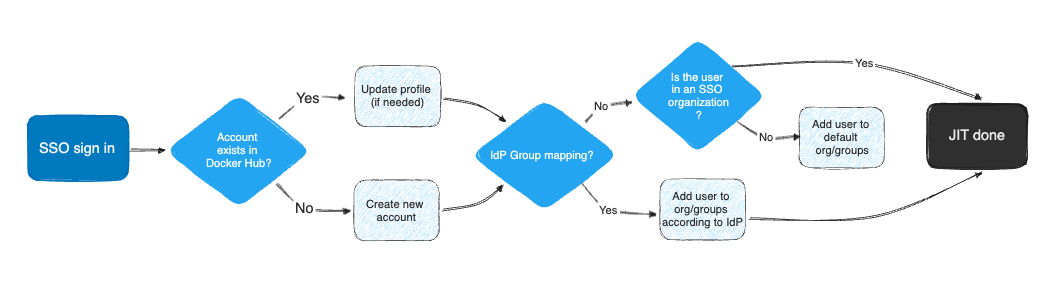 SSO sign in
Account
exists in
Docker Hub?
Yes
Update profile
(if needed)
No
Create new
account
IdP Group mapping?
No
Is the user
in an SSO
organization
?
Yes
No
Add user to
default
org/groups
Yes
Add user to
org/groups
according to IdP
JIT done